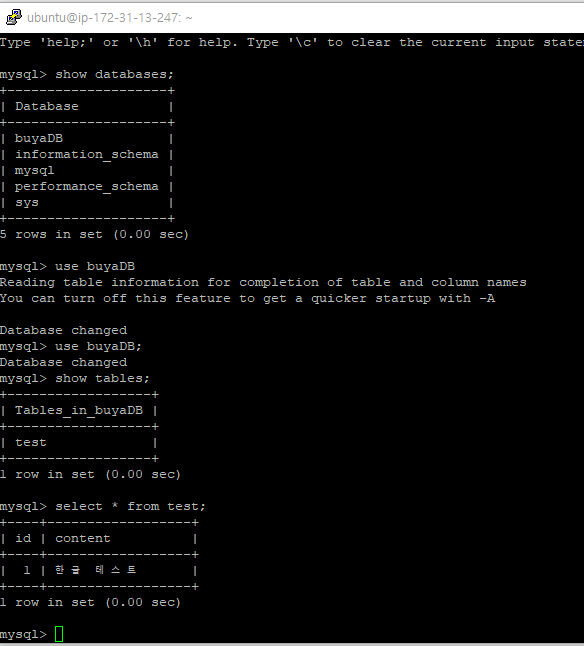 ubuntu@ip-172-31-13-247: ~
Type 'help;' or '\h' for help. Type '\c' to clear the current input
mysql> show databases;
+--------------------+
| Database           |
+--------------------+
| buyaDB             |
| information_schema |
| mysql              |
| performance_schema |
| sys                |
+--------------------+
5 rows in set (0.00 sec)
mysql> use buyaDB
Reading table information for completion of table and column names
You can turn off this feature to get a quicker startup with -A
Database changed
mysql> use buyaDB;
Database changed
mysql> show tables;
+------------------+
| Tables_in_buyaDB |
+------------------+
| test             |
+------------------+
1 row in set (0.00 sec)
mysql> select * from test;
+----+------------------+
| id | content          |
+----+------------------+
|  1 | 한글 테스트       |
+----+------------------+
1 row in set (0.00 sec)
mysql>